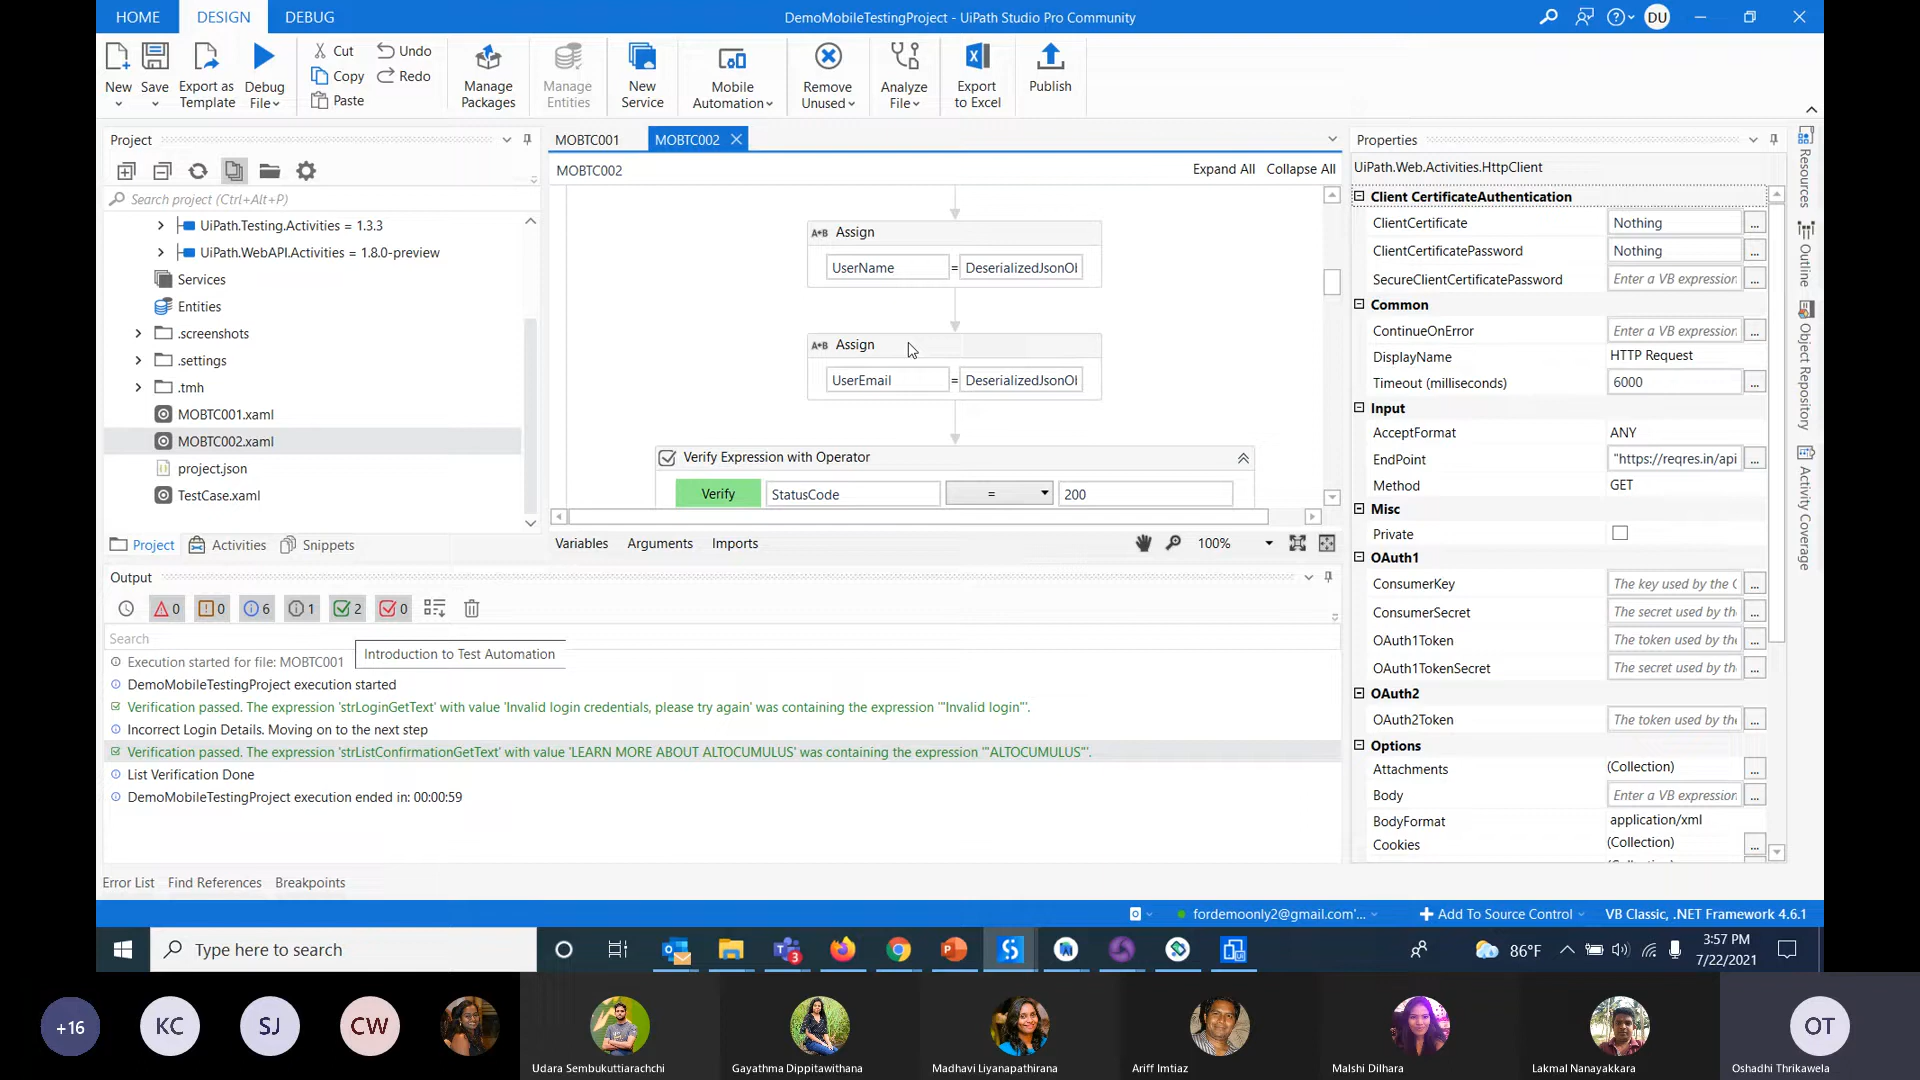 HOME DESIGN DEBUG DemoMobileTestingProject - UiPath Studio Pro Community DU
New Save Export as Template Debug File Cut Copy Paste Undo Redo Manage Packages Manage Entities New Service Mobile Automation Remove Unused Analyze File Export to Excel Publish
Project
Search project (Ctrl+Alt+P)
UiPath.Testing.Activities = 1.3.3
UiPath.WebAPI.Activities = 1.8.0-preview
Services
Entities
.screenshots
.settings
.tmh
MOBTC001.xaml
MOBTC002.xaml
project.json
TestCase.xaml
Project Activities Snippets
MOBTC001 MOBTC002
MOBTC002 Expand All Collapse All
A+B Assign
UserName = DeserializedJsonOl
A+B Assign
UserEmail = DeserializedJsonOl
Verify Expression with Operator
Verify StatusCode = 200
Variables Arguments Imports 100%
Output
0 0 6 1 2 0
Search
Introduction to Test Automation
Execution started for file: MOBTC001
DemoMobileTestingProject execution started
Verification passed. The expression 'strLoginGetText' with value 'Invalid login credentials, please try again' was containing the expression '"Invalid login"'.
Incorrect Login Details. Moving on to the next step
Verification passed. The expression 'strListConfirmationGetText' with value 'LEARN MORE ABOUT ALTOCUMULUS' was containing the expression '"ALTOCUMULUS"'.
List Verification Done
DemoMobileTestingProject execution ended in: 00:00:59
Error List Find References Breakpoints
Properties
UiPath.Web.Activities.HttpClient
Client CertificateAuthentication
ClientCertificate Nothing ...
ClientCertificatePassword Nothing ...
SecureClientCertificatePassword Enter a VB expression ...
Common
ContinueOnError Enter a VB expression ...
DisplayName HTTP Request
Timeout (milliseconds) 6000 ...
Input
AcceptFormat ANY
EndPoint "https://reqres.in/api ...
Method GET
Misc
Private
OAuth1
ConsumerKey The key used by the C ...
ConsumerSecret The secret used by th ...
OAuth1Token The token used by th ...
OAuth1TokenSecret The secret used by th ...
OAuth2
OAuth2Token The token used by th ...
Options
Attachments (Collection) ...
Body Enter a VB expression ...
BodyFormat application/xml
Cookies (Collection) ...
Resources
Outline
Object Repository
Activity Coverage
fordemoonly2@gmail.com'... Add To Source Control VB Classic, .NET Framework 4.6.1
Type here to search 3 86°F 3:57 PM
7/22/2021
+16 KC SJ CW OT
Udara Sembukuttiarachchi Gayathma Dippitawithana Madhavi Liyanapathirana Ariff Imtiaz Malshi Dilhara Lakmal Nanayakkara Oshadhi Thrikawela